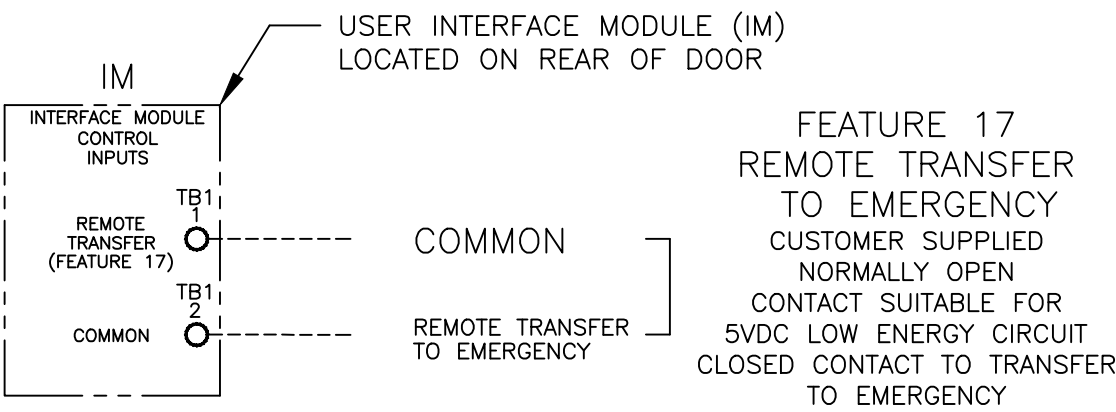 USER INTERFACE MODULE (IM)
LOCATED ON REAR OF DOOR
IM
INTERFACE MODULE
CONTROL
INPUTS
TB1
1
REMOTE
TRANSFER
(FEATURE 17)
TB1
2
COMMON
COMMON
REMOTE TRANSFER
TO EMERGENCY
FEATURE 17
REMOTE TRANSFER
TO EMERGENCY
CUSTOMER SUPPLIED
NORMALLY OPEN
CONTACT SUITABLE FOR
5VDC LOW ENERGY CIRCUIT
CLOSED CONTACT TO TRANSFER
TO EMERGENCY